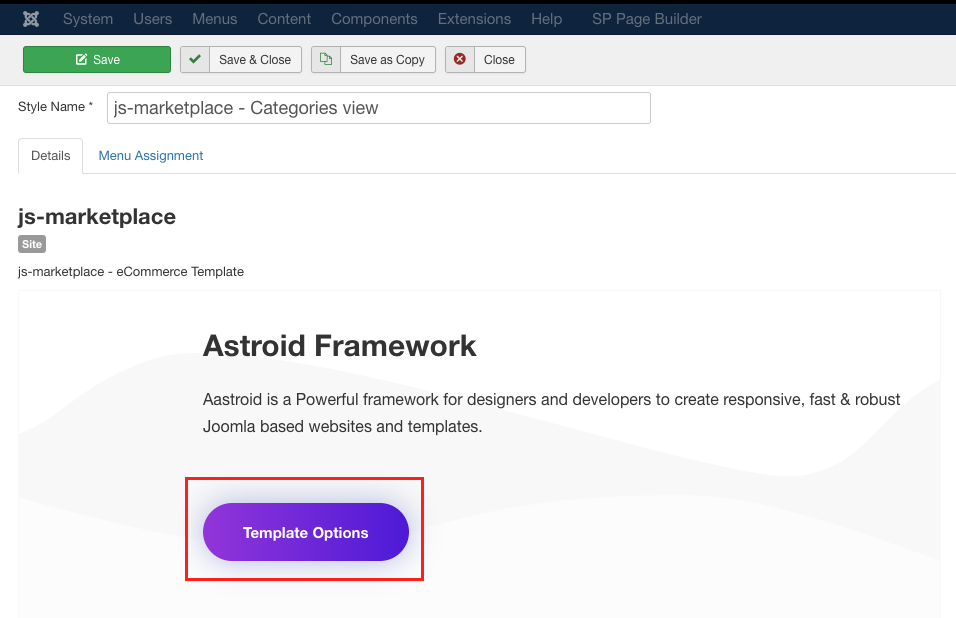 System Users Menus Content Components Extensions Help SP Page Builder
Save Save & Close Save as Copy Close
Style Name * js-marketplace - Categories view
Details Menu Assignment
js-marketplace
Site
js-marketplace - eCommerce Template
Astroid Framework
Aastroid is a Powerful framework for designers and developers to create responsive, fast & robust
Joomla based websites and templates.
Template Options